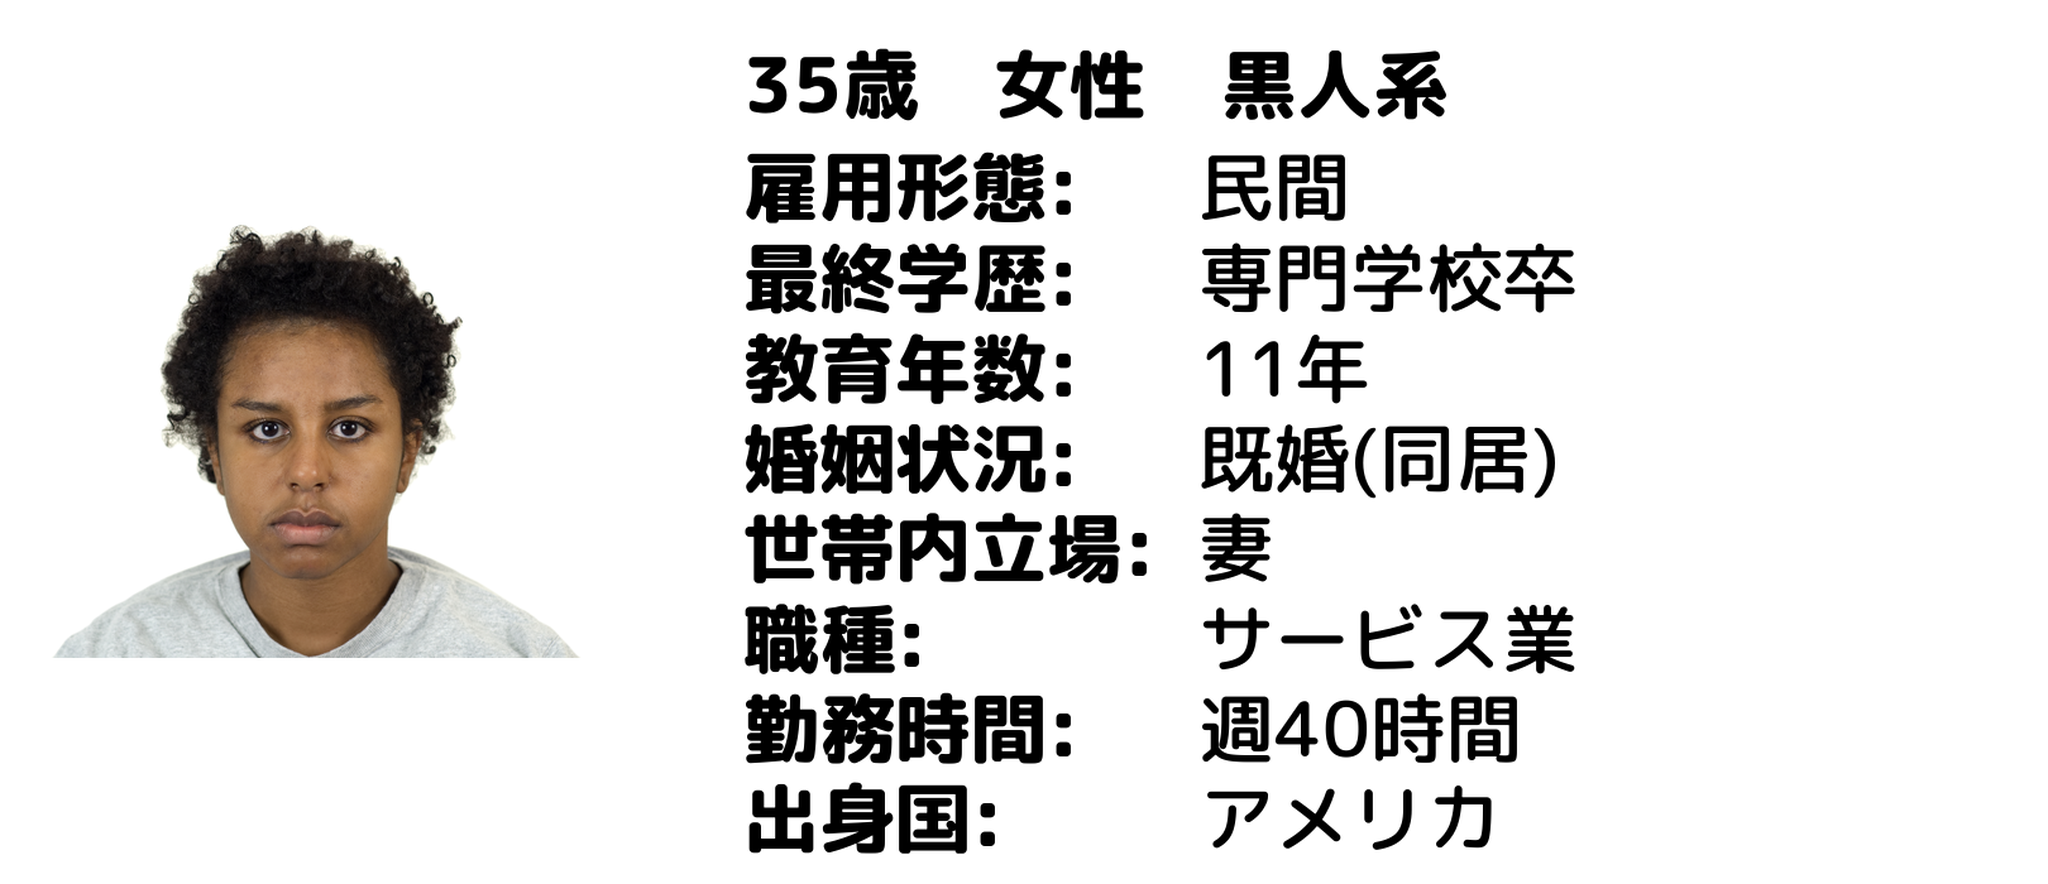 35歳　女性　黒人系
雇用形態: 民間
最終学歴: 専門学校卒
教育年数: 11年
婚姻状況: 既婚(同居)
世帯内立場: 妻
職種: サービス業
勤務時間: 週40時間
出身国: アメリカ